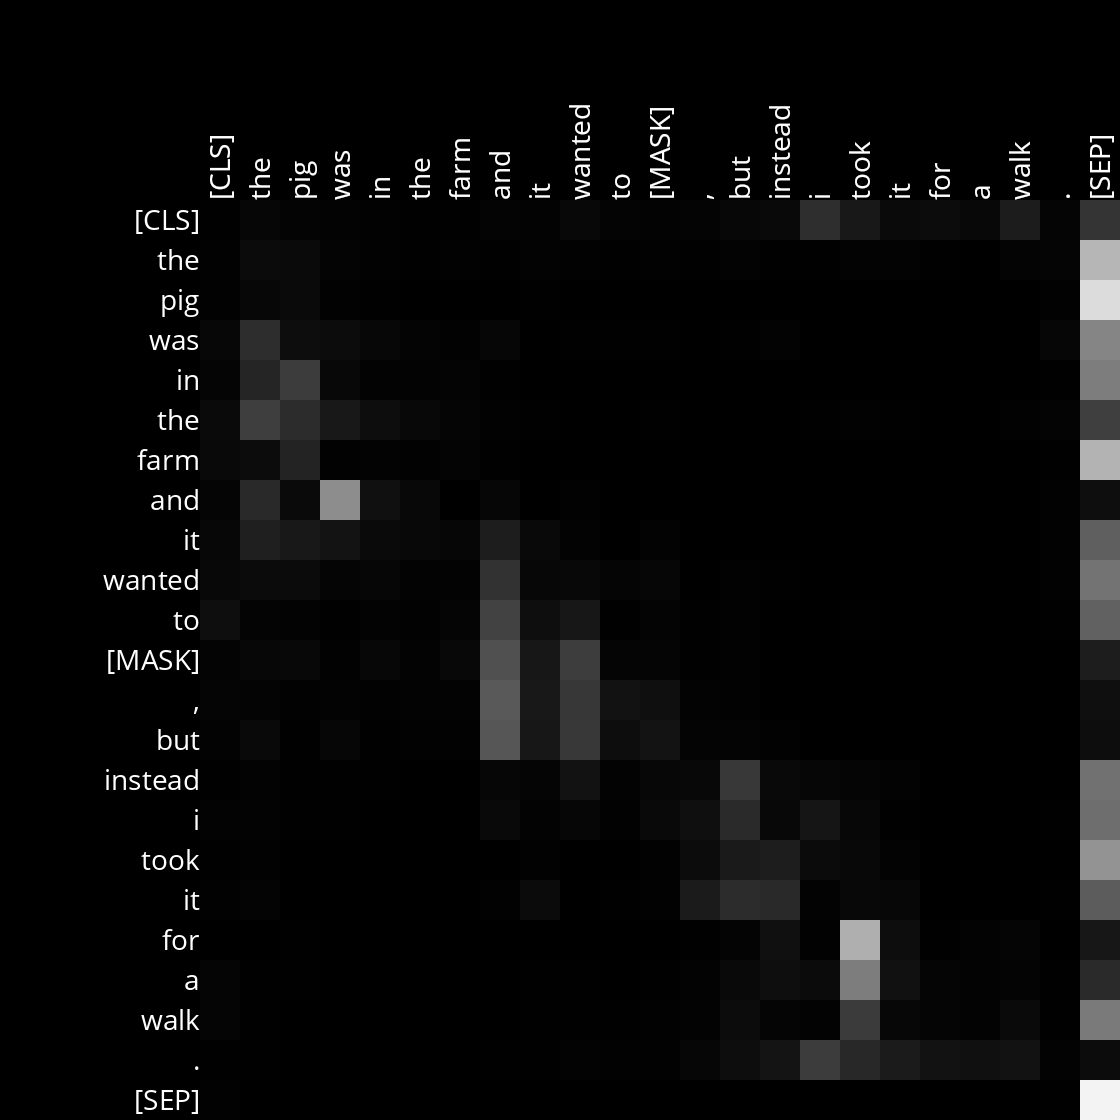 [CLS] the pig was in the farm and it wanted to [MASK] , but instead i took it for a walk . [SEP]
[CLS]
the
pig
was
in
the
farm
and
it
wanted
to
[MASK]
,
but
instead
i
took
it
for
a
walk
.
[SEP]